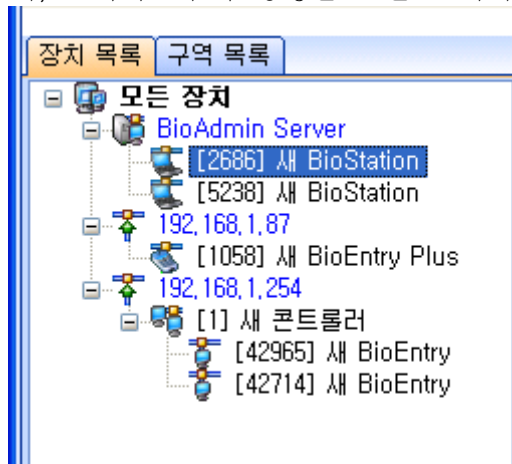 장치 목록 구역 목록
모든 장치
BioAdmin Server
[2686] 새 BioStation
[5238] 새 BioStation
192,168,1,87
[1058] 새 BioEntry Plus
192,168,1,254
[1] 새 콘트롤러
[42965] 새 BioEntry
[42714] 새 BioEntry